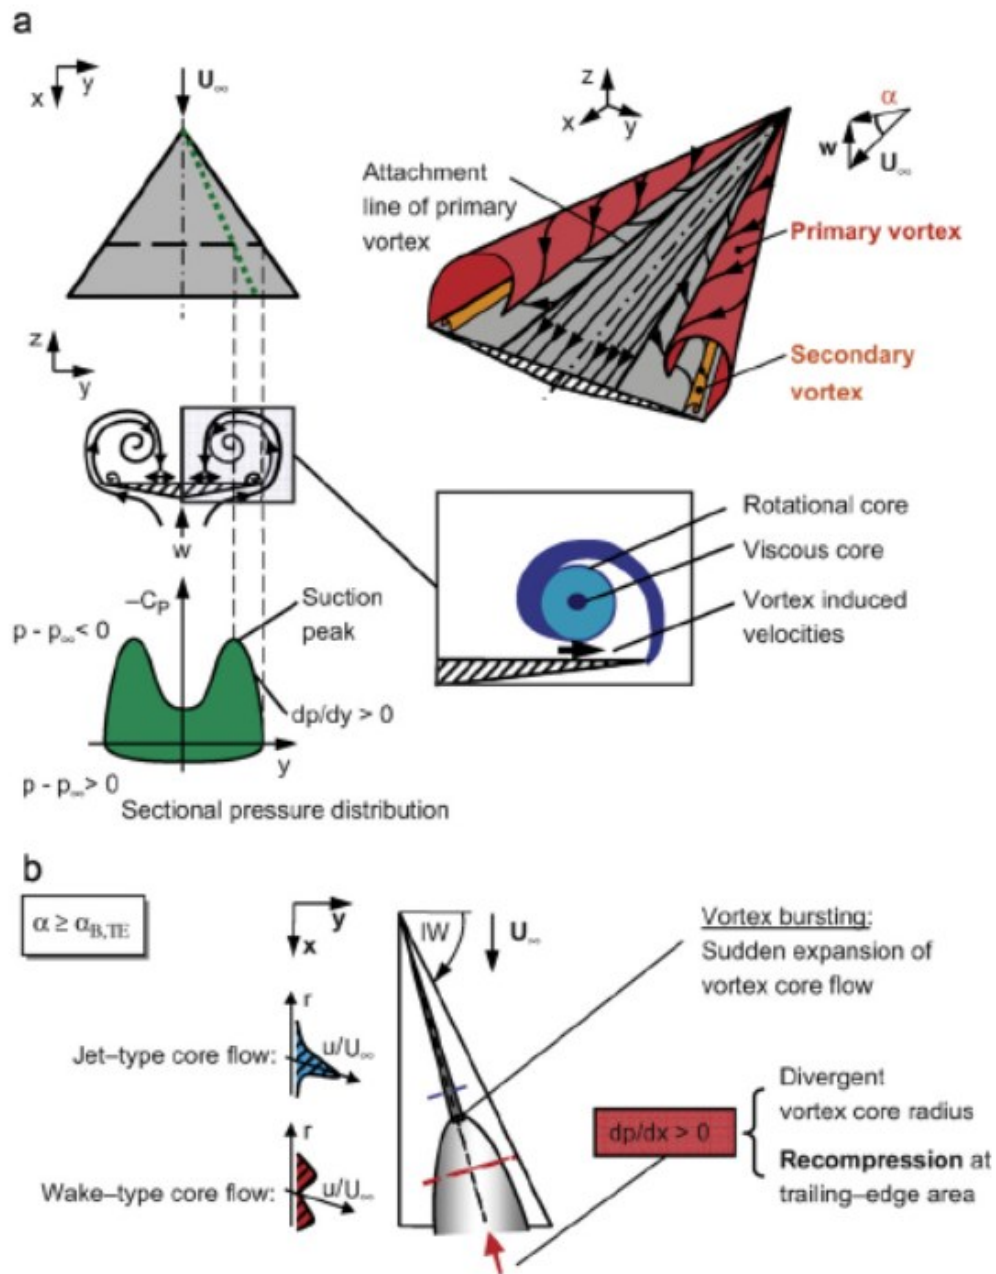 a
x
y
U∞
z
x
y
α
w
U∞
Attachment
line of primary
vortex
Primary vortex
Secondary
vortex
z
y
w
–CP
p - p∞< 0
Suction
peak
dp/dy > 0
y
p - p∞> 0
Sectional pressure distribution
Rotational core
Viscous core
Vortex induced
velocities
b
α ≥ αB,TE
y
x
lW
U∞
Vortex bursting:
Sudden expansion of
vortex core flow
r
Jet–type core flow:
u/U∞
r
Wake–type core flow:
u/U∞
dp/dx > 0
Divergent
vortex core radius
Recompression at
trailing–edge area